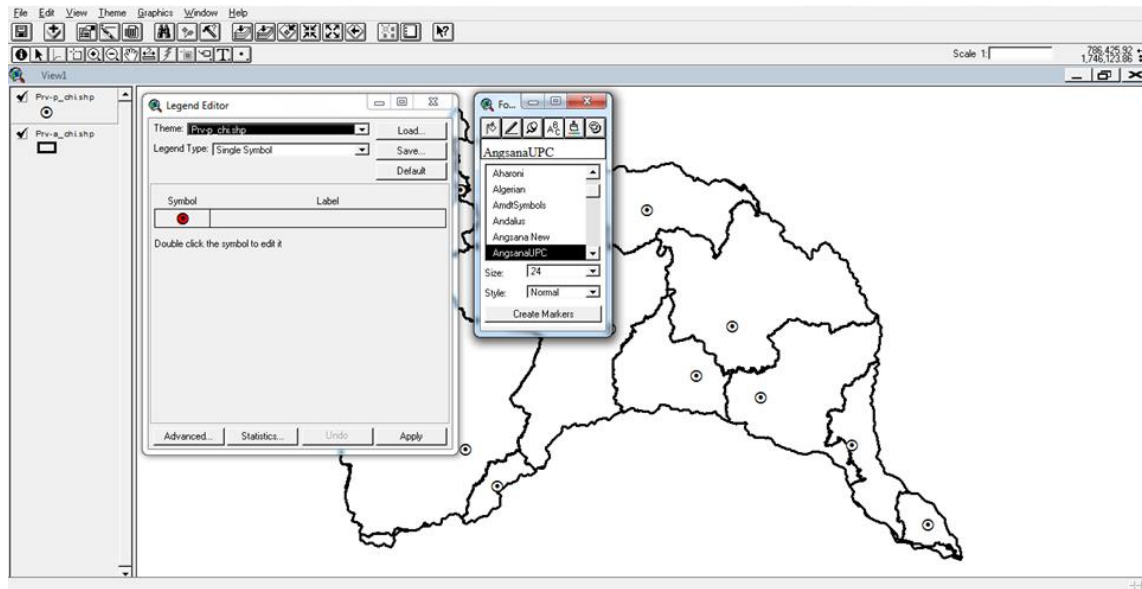 File Edit View Theme Graphics Window Help
Scale 1:
786,425.92
1,746,123.86
View1
Prv-p_chi.shp
Prv-a_chi.shp
Legend Editor
Theme: Prv-p_chi.shp
Load...
Legend Type: Single Symbol
Save...
Default
Symbol Label
Double click the symbol to edit it
Advanced... Statistics... Undo Apply
Fo...
AngsanaUPC
Aharoni
Algerian
AmdtSymbols
Andalus
Angsana New
AngsanaUPC
Size: 24
Style: Normal
Create Markers